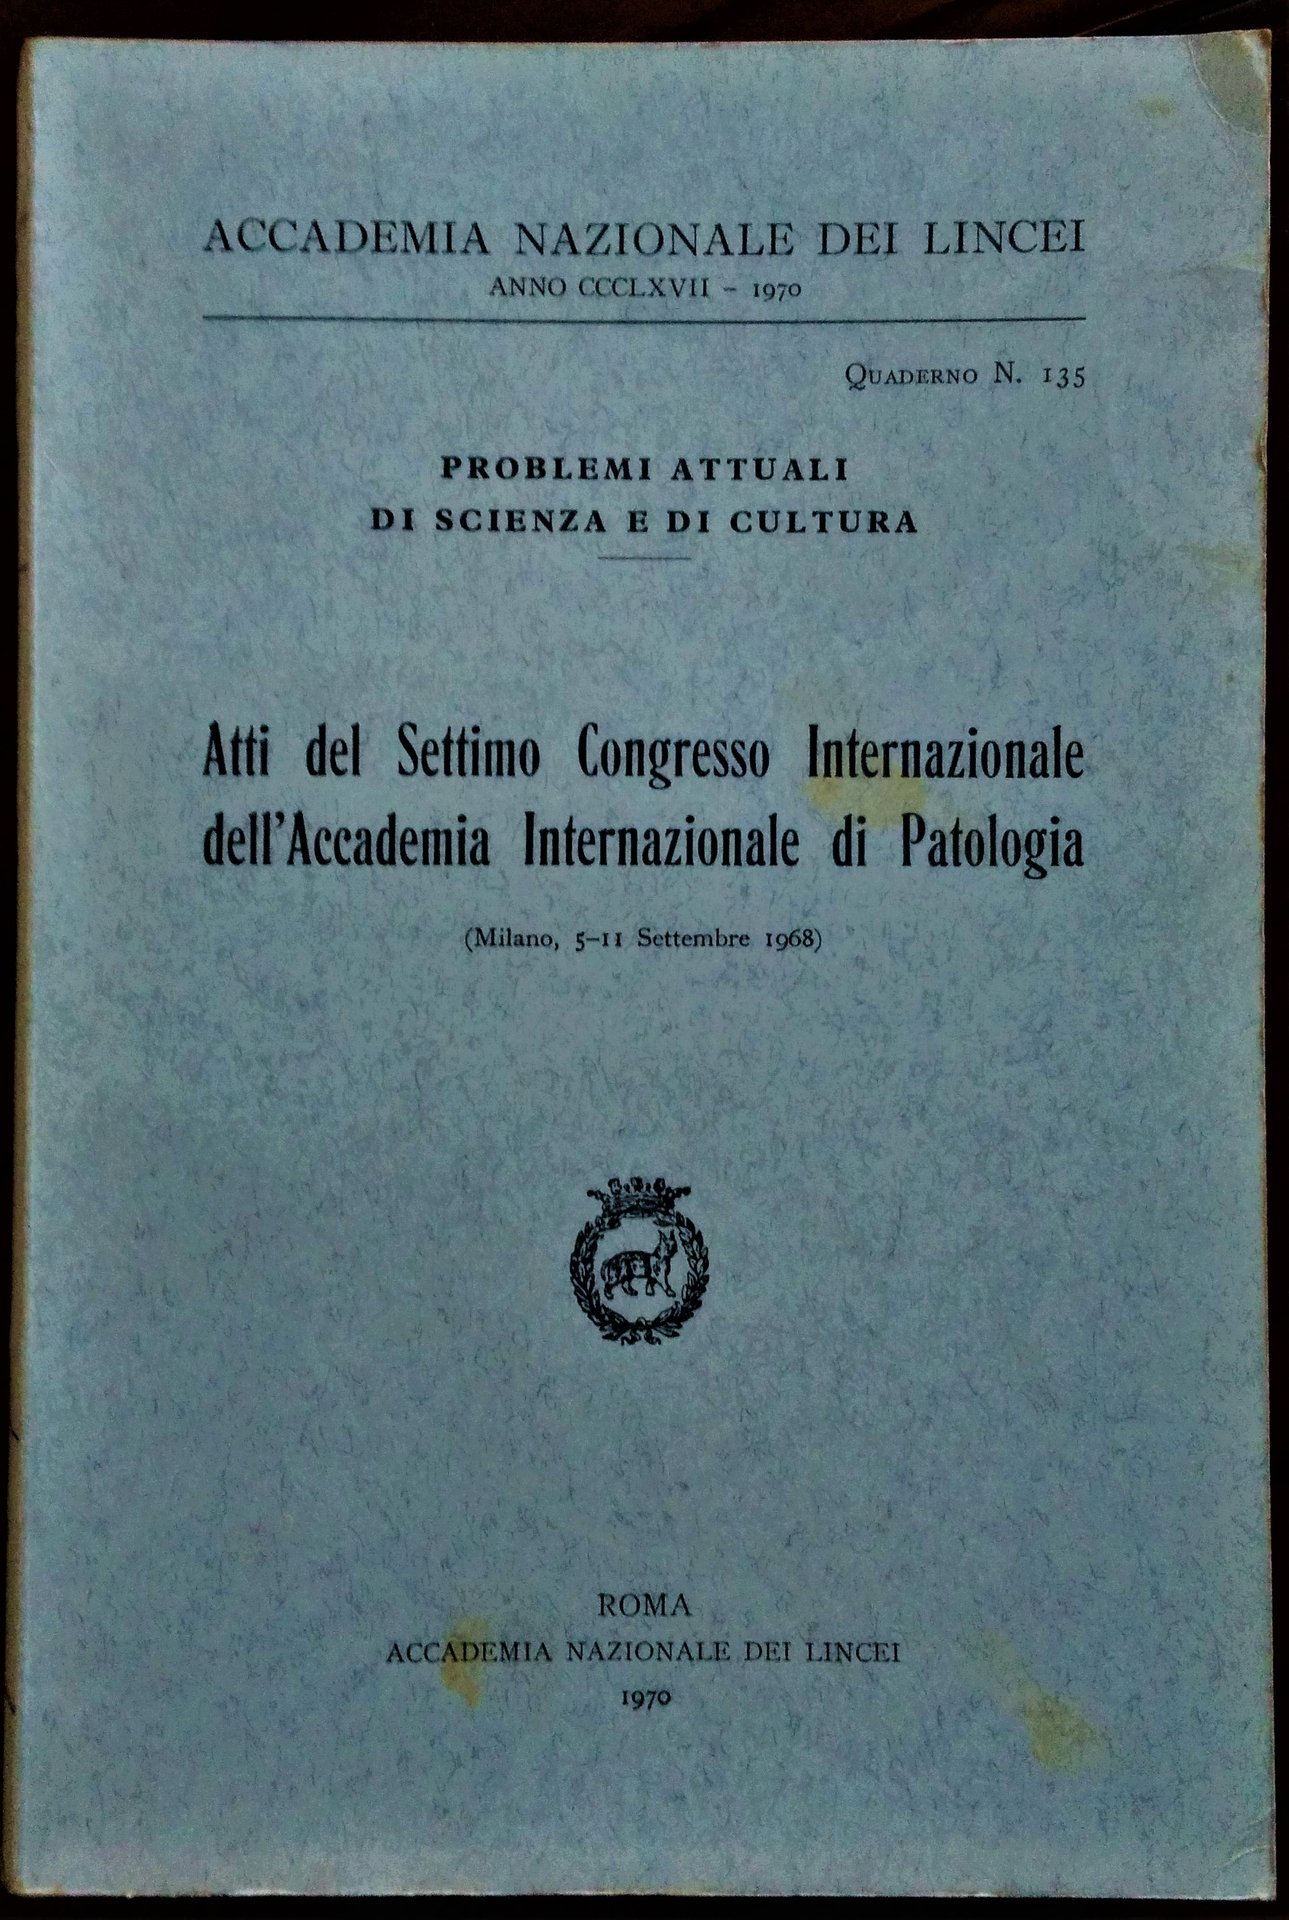 ACCADEMIA NAZIONALE DEI LINCEI
ANNO CCCLXVII – 1970
QUADERNO N. 135
PROBLEMI ATTUALI
DI SCIENZA E DI CULTURA
Atti del Settimo Congresso Internazionale
dell'Accademia Internazionale di Patologia
(Milano, 5–11 Settembre 1968)
ROMA
ACCADEMIA NAZIONALE DEI LINCEI
1970